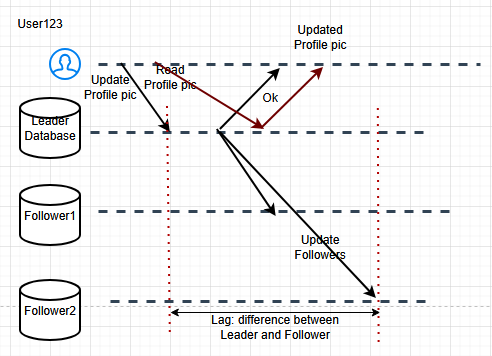 User123
Updated
Profile pic
Update
Profile pic
Read
Profile pic
Ok
Leader
Database
Follower1
Update
Followers
Follower2
Lag: difference between
Leader and Follower